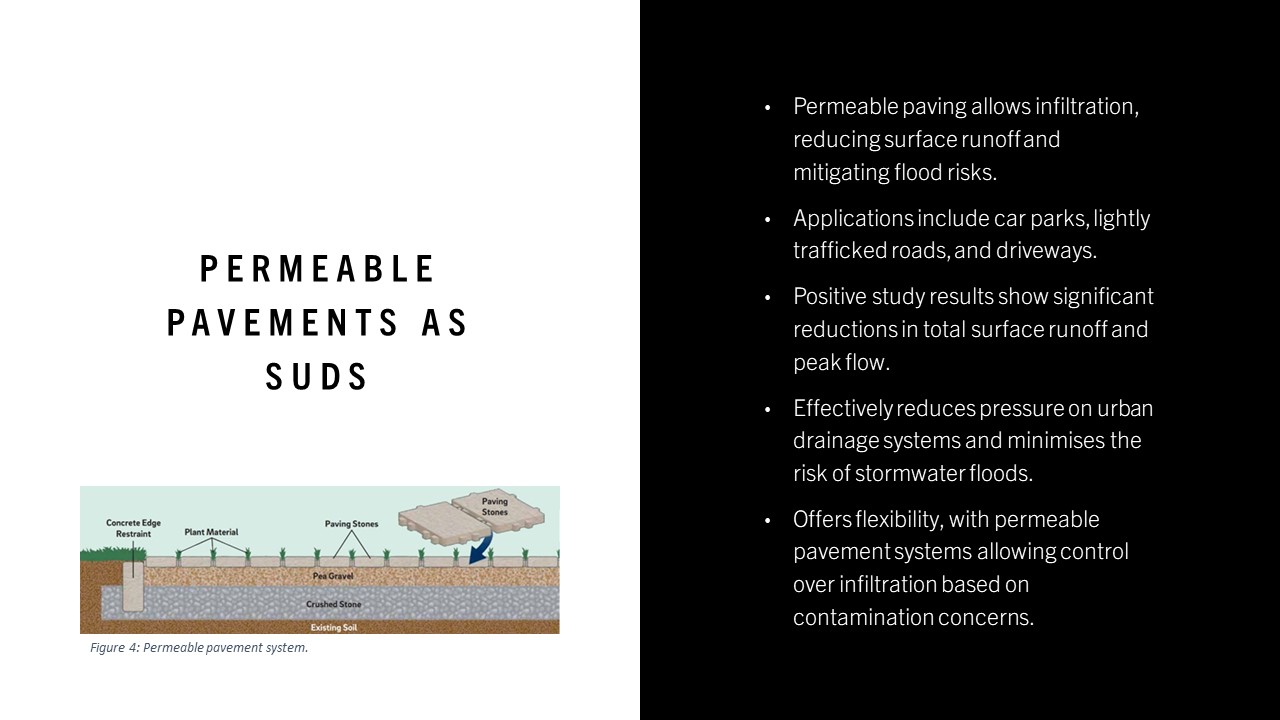 PERMEABLE
PAVEMENTS AS
SUDS
Concrete Edge
Restraint
Plant Material
Paving Stones
Paving
Stones
Pea Gravel
Crushed Stone
Existing Soil
Figure 4: Permeable pavement system.
• Permeable paving allows infiltration,
reducing surface runoff and
mitigating flood risks.
• Applications include car parks, lightly
trafficked roads, and driveways.
• Positive study results show significant
reductions in total surface runoff and
peak flow.
• Effectively reduces pressure on urban
drainage systems and minimises the
risk of stormwater floods.
• Offers flexibility, with permeable
pavement systems allowing control
over infiltration based on
contamination concerns.